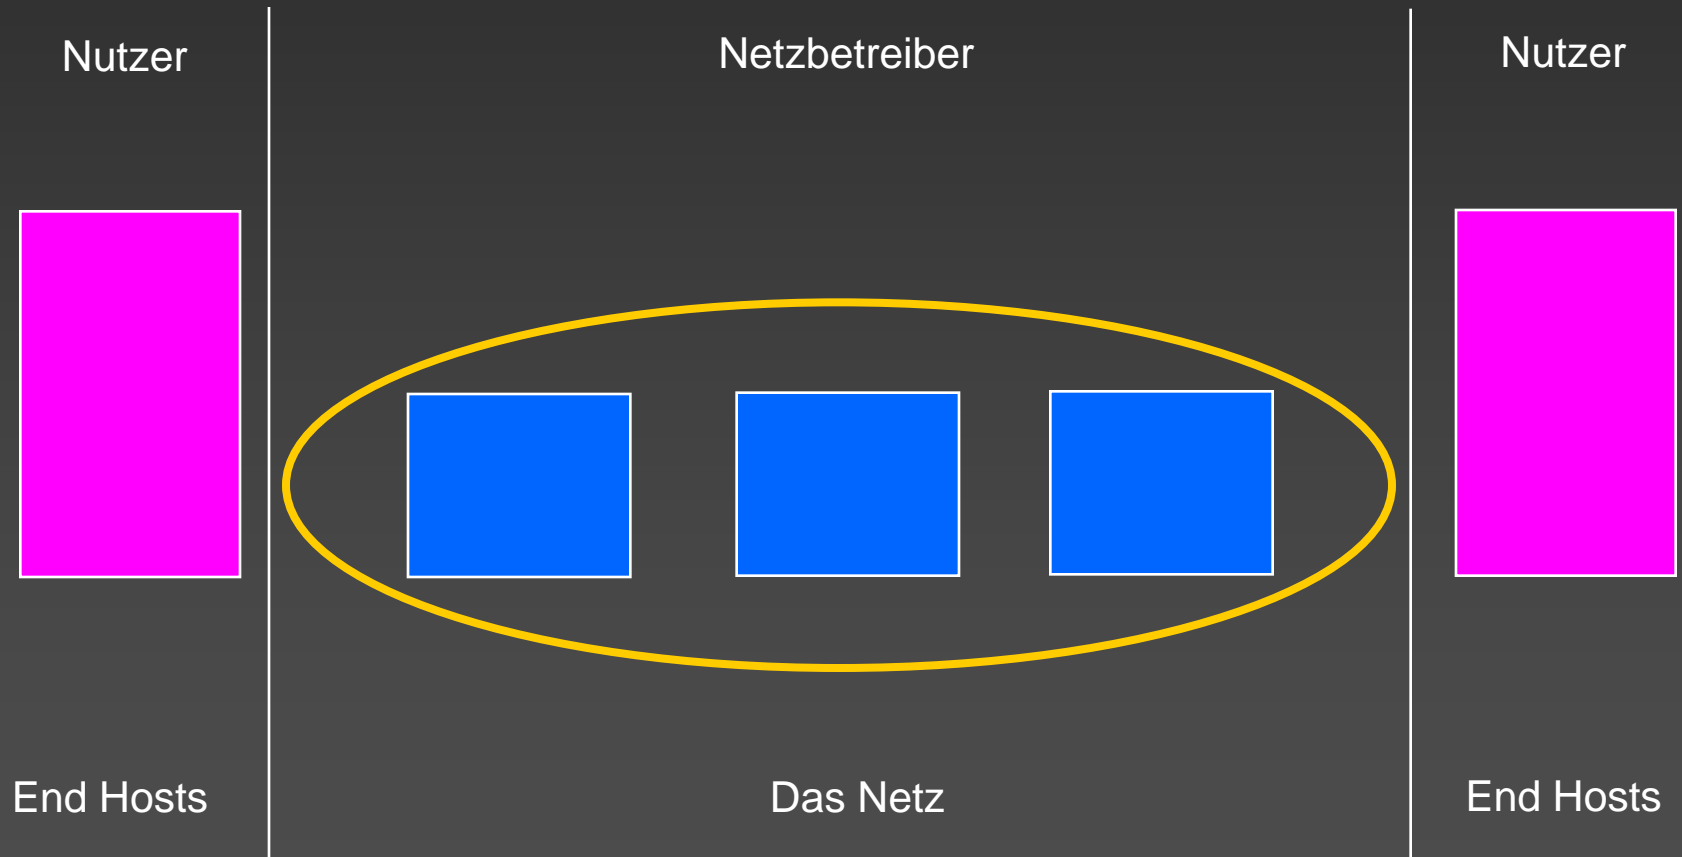 Nutzer
Netzbetreiber
Nutzer
End Hosts
Das Netz
End Hosts